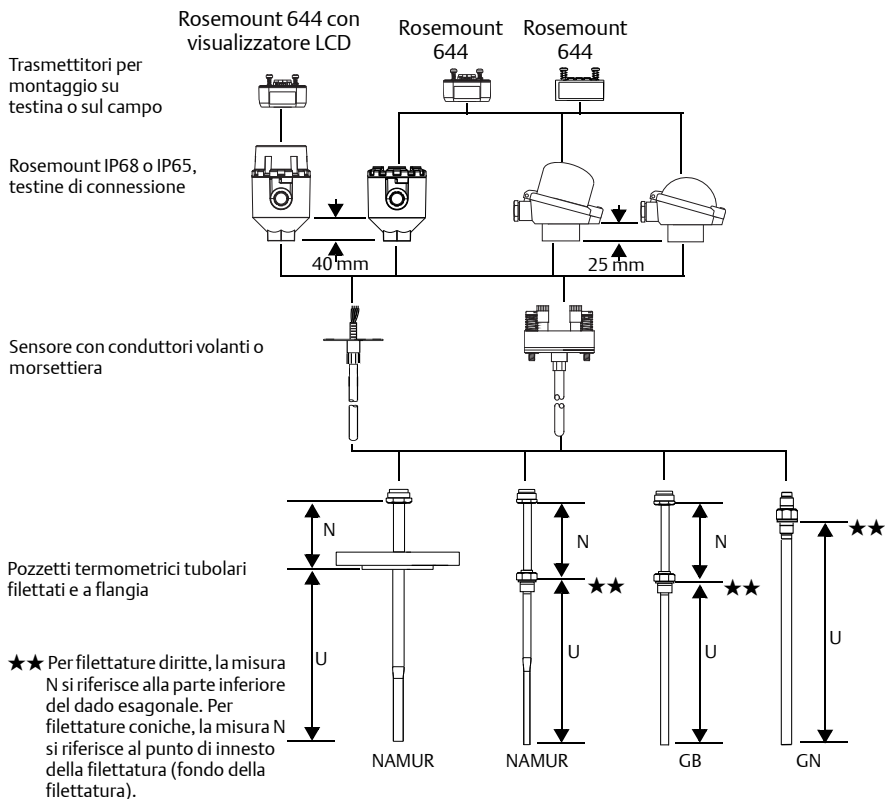 Rosemount 644 con
visualizzatore LCD
Rosemount
644
Rosemount
644
Trasmettitori per
montaggio su
testina o sul campo
Rosemount IP68 o IP65,
testine di connessione
40 mm
25 mm
Sensore con conduttori volanti o
morsettiera
N
N
N
★★
★★
★★
Pozzetti termometrici tubolari
filettati e a flangia
U
U
U
U
★★ Per filettature diritte, la misura
N si riferisce alla parte inferiore
del dado esagonale. Per
filettature coniche, la misura N
si riferisce al punto di innesto
della filettatura (fondo della
filettatura).
NAMUR
NAMUR
GB
GN